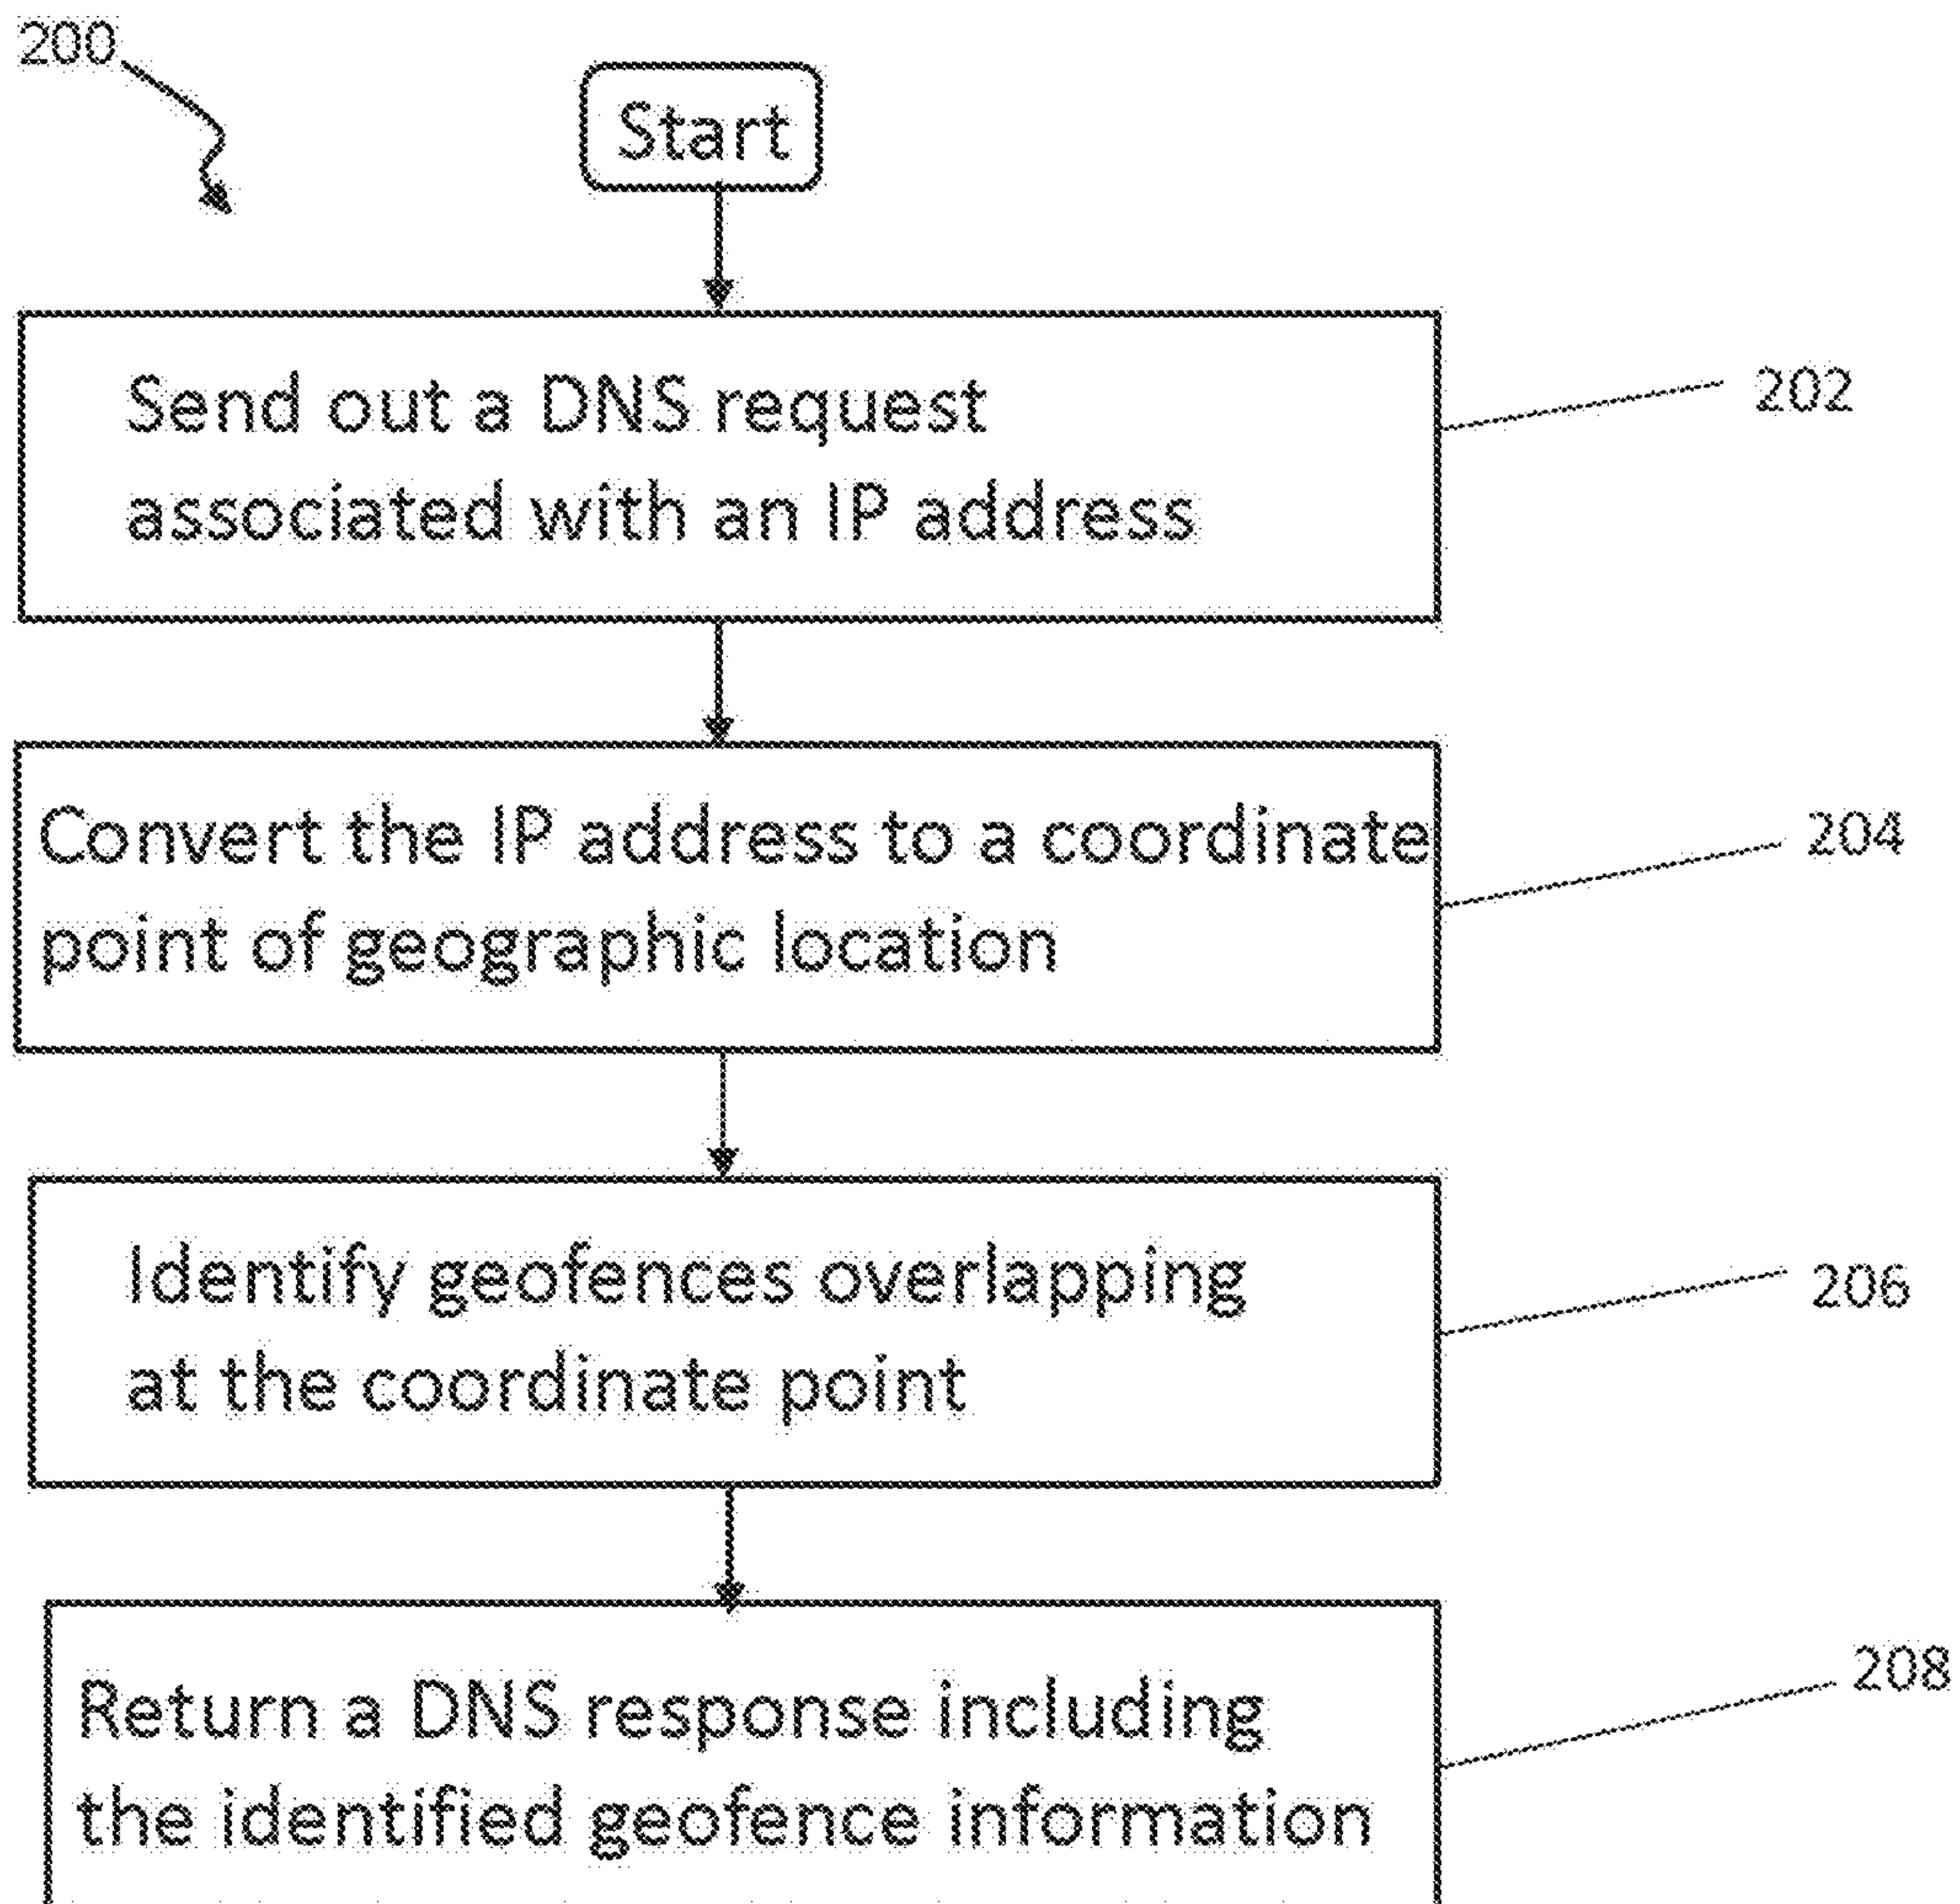 200
Start
Send out a DNS request
associated with an IP address
202
Convert the IP address to a coordinate
point of geographic location
204
Identify geofences overlapping
at the coordinate point
206
Return a DNS response including
the identified geofence information
208